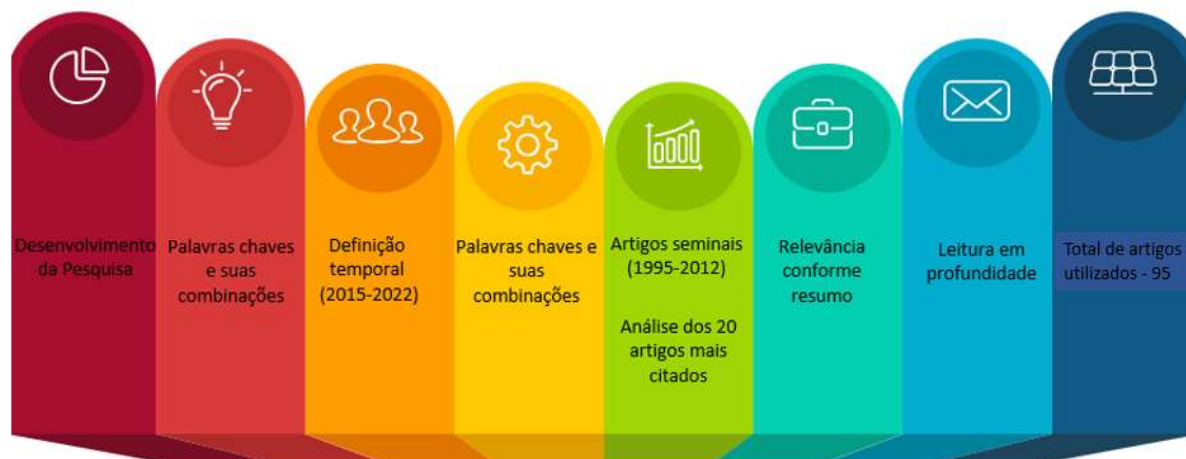 Desenvolvimento
da Pesquisa
Palavras chaves
e suas
combinações
Definição
temporal
(2015-2022)
Palavras chaves e
suas
combinações
Artigos seminais
(1995-2012)
Análise dos 20
artigos mais
citados
Relevância
conforme
resumo
Leitura em
profundidade
Total de artigos
utilizados - 95